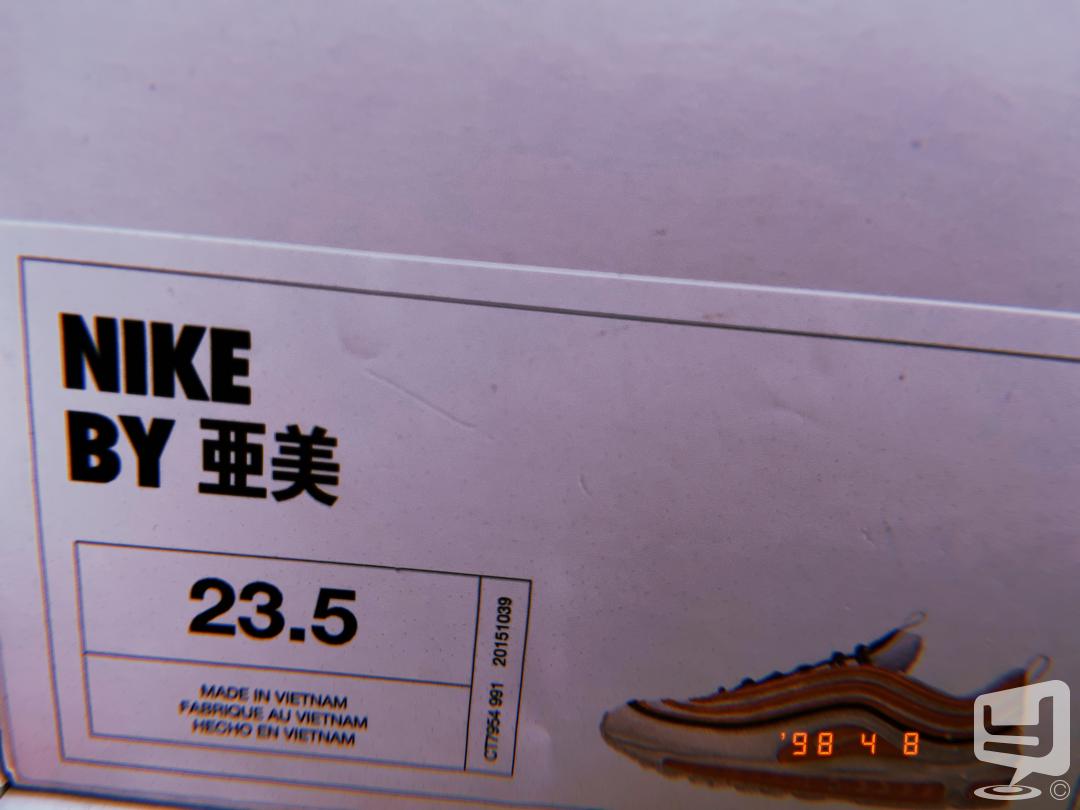 NIKE
BY 亜美
23.5
MADE IN VIETNAM
FABRIQUE AU VIETNAM
HECHO EN VIETNAM
CT7954 991 20151039
'98 4 8
©